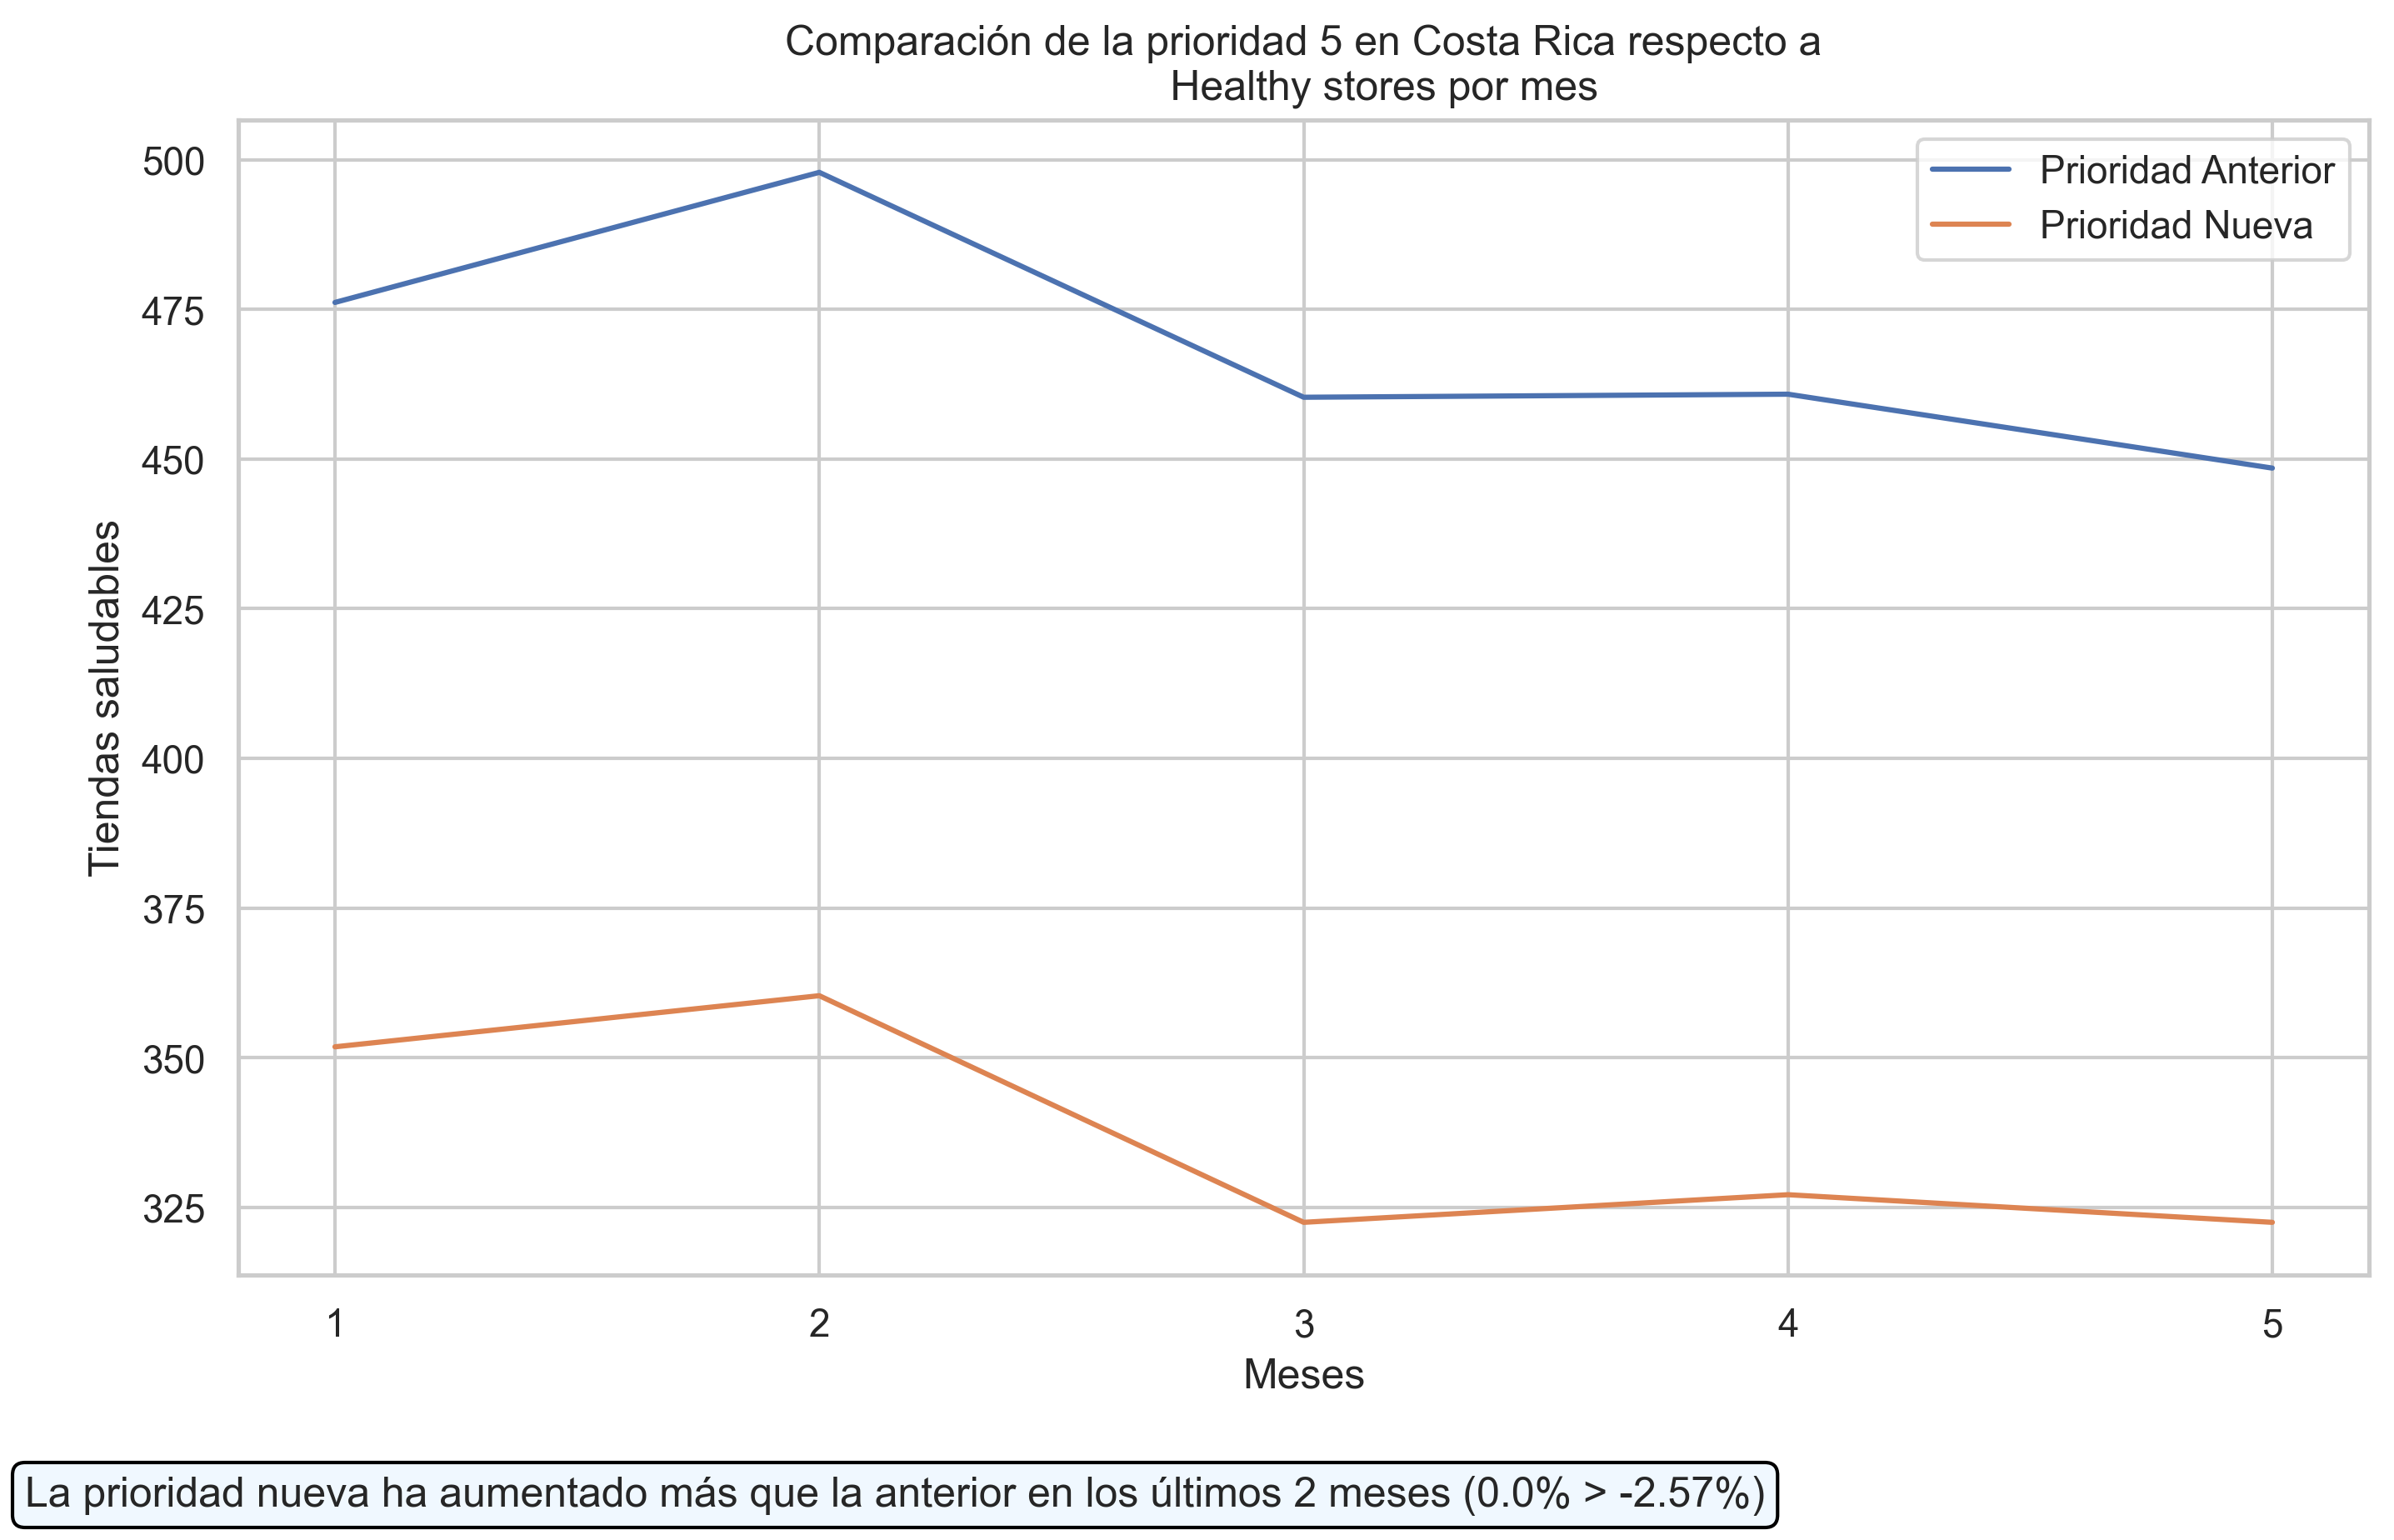 Comparación de la prioridad 5 en Costa Rica respecto a
Healthy stores por mes
Prioridad Anterior
Prioridad Nueva
500
475
450
425
400
375
350
325
Tiendas saludables
1 2 3 4 5
Meses
La prioridad nueva ha aumentado más que la anterior en los últimos 2 meses (0.0% > -2.57%)